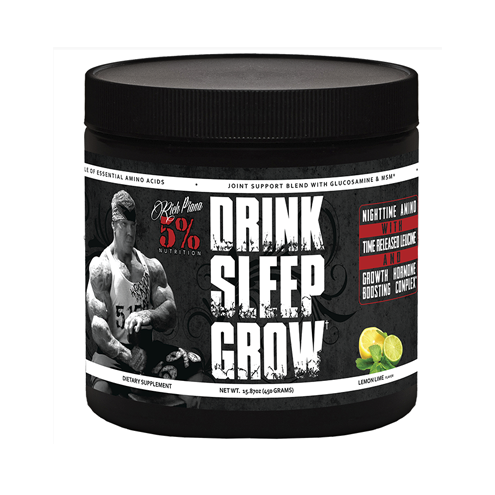 LE OF ESSENTIAL AMINO ACIDS
JOINT SUPPORT BLEND WITH GLUCOSAMINE & MSM*
Rich Piana
5%
NUTRITION
DRINK
SLEEP
GROW
NIGHTTIME AMINO
WITH
TIME RELEASED LEUCINE
AND
GROWTH HORMONE
BOOSTING COMPLEX*
515
DIETARY SUPPLEMENT
NET WT. 15.87oz (450 GRAMS)
LEMON LIME FLAVOR